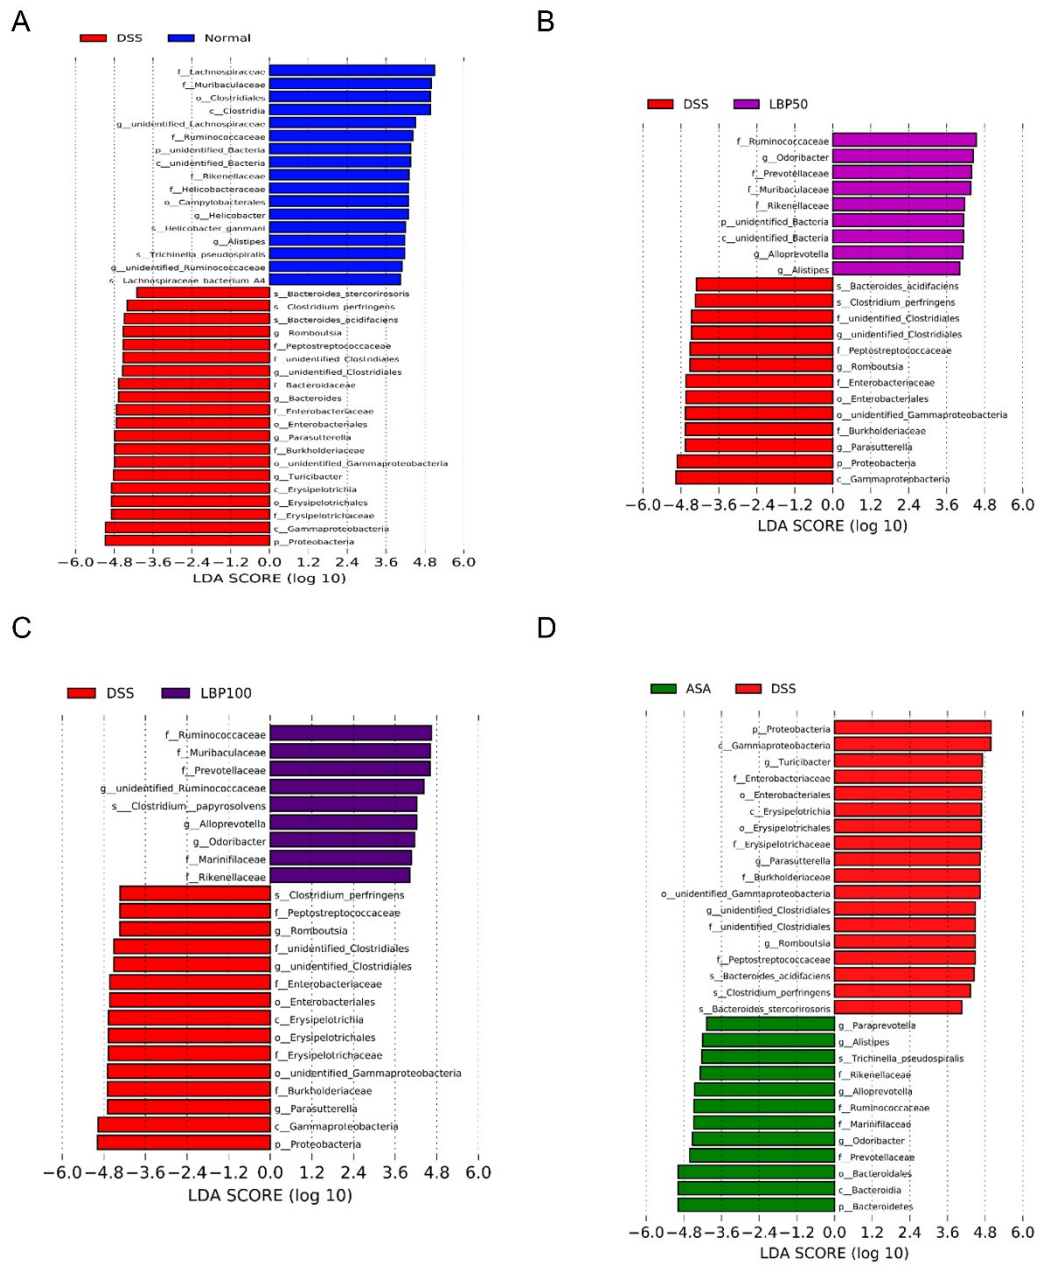 A
DSS Normal
f__Lachnospiraceae
f__Muribaculaceae
o__Clostridiales
c__Clostridia
g__unidentified_Lachnospiraceae
f__Ruminococcaceae
p__unidentified_Bacteria
c__unidentified_Bacteria
f__Rikenellaceae
f__Helicobacteraceae
o__Campylobacterales
g__Helicobacter
s__Helicobacter_ganmani
g__Alistipes
s__Trichinella_pseudospiralis
g__unidentified_Ruminococcaceae
s__Lachnospiraceae_bacterium_A4
s__Bacteroides_stercorirosoris
s__Clostridium_perfringens
s__Bacteroides_acidifaciens
g__Romboutsia
f__Peptostreptococcaceae
f__unidentified_Clostridiales
g__unidentified_Clostridiales
f__Bacteroidaceae
g__Bacteroides
f__Enterobacteriaceae
o__Enterobacteriales
g__Parasutterella
f__Burkholderiaceae
o__unidentified_Gammaproteobacteria
g__Turicibacter
c__Erysipelotrichia
o__Erysipelotrichales
f__Erysipelotrichaceae
c__Gammaproteobacteria
p__Proteobacteria
−6.0 −4.8 −3.6 −2.4 −1.2 0.0 1.2 2.4 3.6 4.8 6.0
LDA SCORE (log 10)
B
DSS LBP50
f__Ruminococcaceae
g__Odoribacter
f__Prevotellaceae
f__Muribaculaceae
f__Rikenellaceae
p__unidentified_Bacteria
c__unidentified_Bacteria
g__Alloprevotella
g__Alistipes
s__Bacteroides_acidifaciens
s__Clostridium_perfringens
f__unidentified_Clostridiales
g__unidentified_Clostridiales
f__Peptostreptococcaceae
g__Romboutsia
f__Enterobacteriaceae
o__Enterobacteriales
o__unidentified_Gammaproteobacteria
f__Burkholderiaceae
g__Parasutterella
p__Proteobacteria
c__Gammaproteobacteria
−6.0 −4.8 −3.6 −2.4 −1.2 0.0 1.2 2.4 3.6 4.8 6.0
LDA SCORE (log 10)
C
DSS LBP100
f__Ruminococcaceae
f__Muribaculaceae
f__Prevotellaceae
g__unidentified_Ruminococcaceae
s__Clostridium__papyrosolvens
g__Alloprevotella
g__Odoribacter
f__Marinifilaceae
f__Rikenellaceae
s__Clostridium_perfringens
f__Peptostreptococcaceae
g__Romboutsia
f__unidentified_Clostridiales
g__unidentified_Clostridiales
f__Enterobacteriaceae
o__Enterobacteriales
c__Erysipelotrichia
o__Erysipelotrichales
f__Erysipelotrichaceae
o__unidentified_Gammaproteobacteria
f__Burkholderiaceae
g__Parasutterella
c__Gammaproteobacteria
p__Proteobacteria
−6.0 −4.8 −3.6 −2.4 −1.2 0.0 1.2 2.4 3.6 4.8 6.0
LDA SCORE (log 10)
D
ASA DSS
p__Proteobacteria
c__Gammaproteobacteria
g__Turicibacter
f__Enterobacteriaceae
o__Enterobacteriales
c__Erysipelotrichia
o__Erysipelotrichales
f__Erysipelotrichaceae
g__Parasutterella
f__Burkholderiaceae
o__unidentified_Gammaproteobacteria
g__unidentified_Clostridiales
f__unidentified_Clostridiales
g__Romboutsia
f__Peptostreptococcaceae
s__Bacteroides_acidifaciens
s__Clostridium_perfringens
s__Bacteroides_stercorirosoris
g__Paraprevotella
g__Alistipes
s__Trichinella_pseudospiralis
f__Rikenellaceae
g__Alloprevotella
f__Ruminococcaceae
f__Marinifilaceae
g__Odoribacter
f__Prevotellaceae
o__Bacteroidales
c__Bacteroidia
p__Bacteroidetes
−6.0 −4.8 −3.6 −2.4 −1.2 0.0 1.2 2.4 3.6 4.8 6.0
LDA SCORE (log 10)